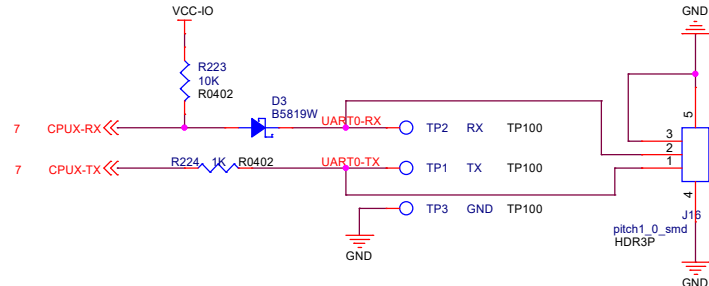 VCC-IO
GND
R223
10K
R0402
D3
B5819W
5
7 CPUX-RX
UART0-RX
TP2 RX TP100
3
2
1
7 CPUX-TX
R224 1K R0402
UART0-TX
TP1 TX TP100
4
TP3 GND TP100
J16
pitch1_0_smd
HDR3P
GND
GND